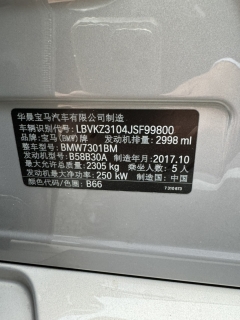 华晨宝马汽车有限公司制造
车辆识别代号: LBVKZ3104JSF99800
品牌: 宝马(BMW)牌 发动机排量: 2998 ml
整车型号: BMW7301BM
发动机型号: B58B30A 制造年月: 2017.10
最大允许总质量: 2305 kg 乘坐人数: 5 人
发动机最大净功率: 250 kW 制造国: 中国
颜色代码/色号: B66